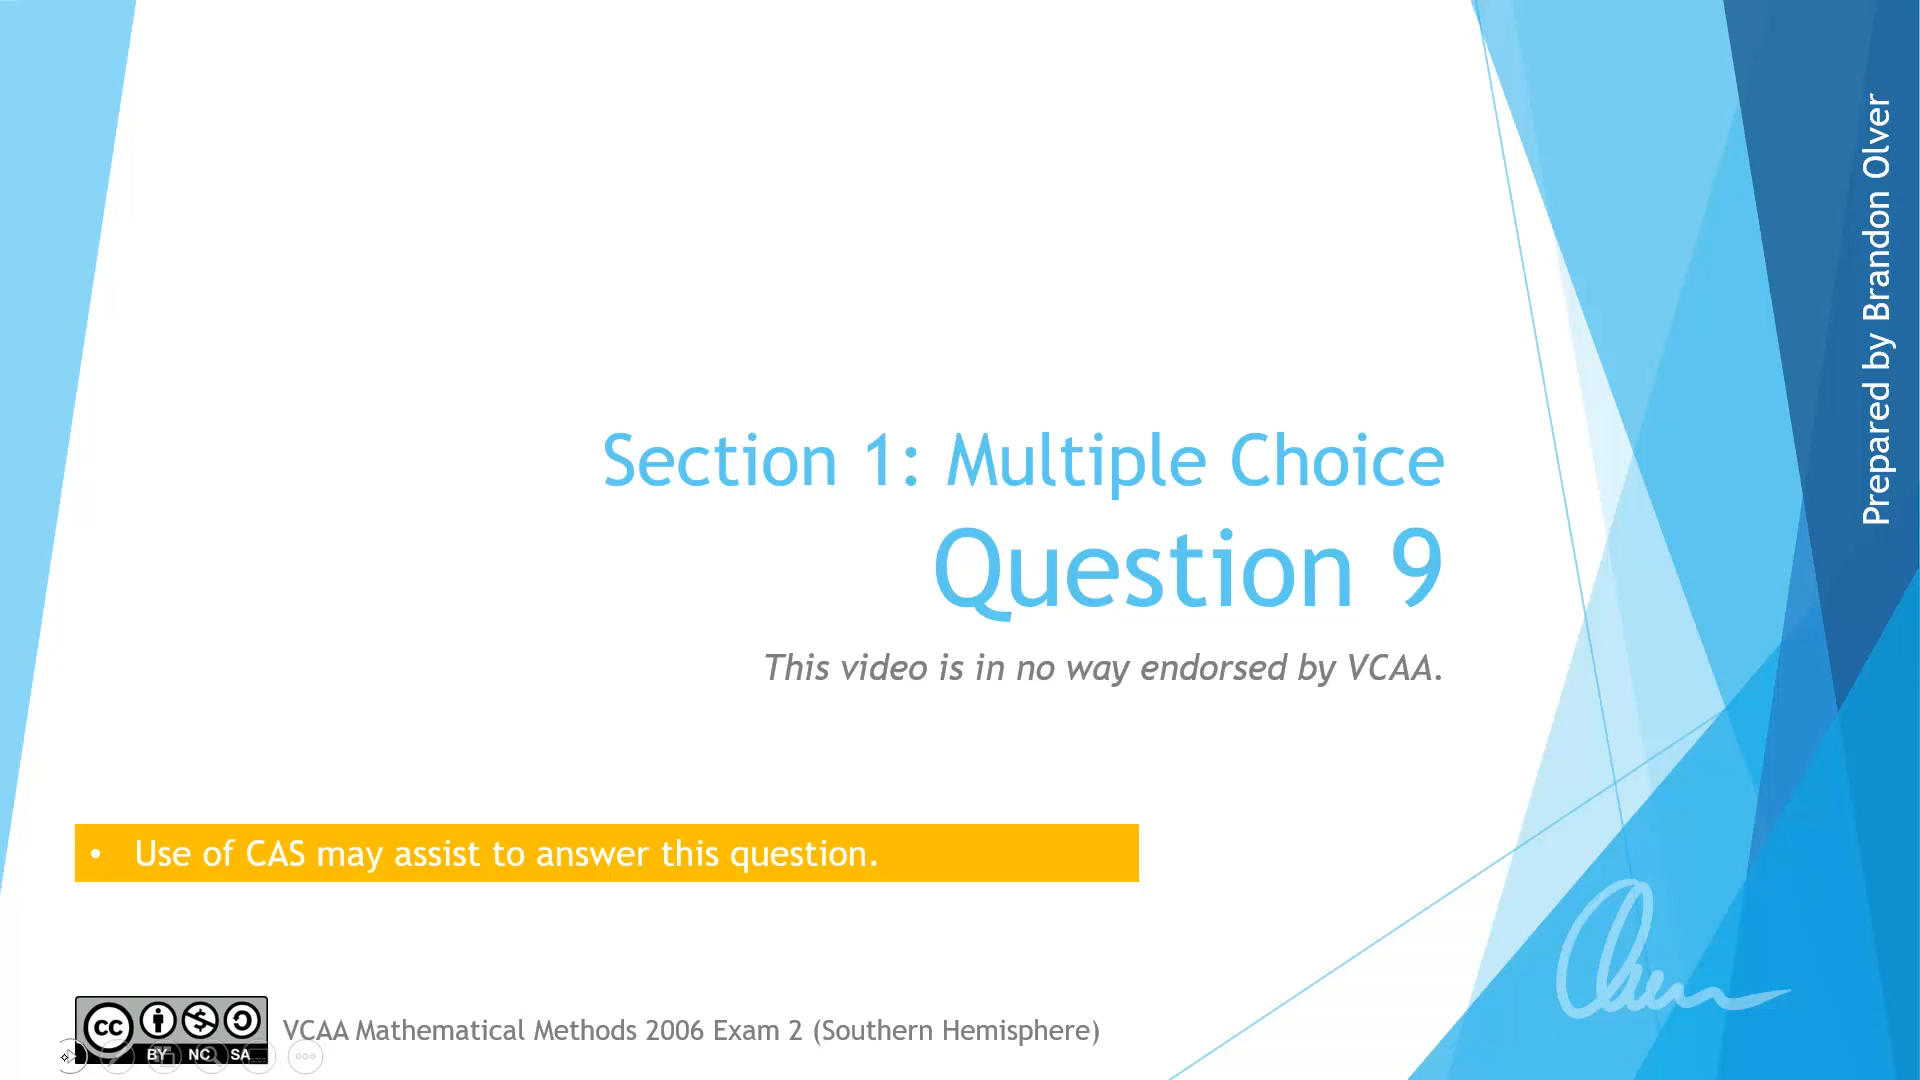 Prepared by Brandon Olver
Section 1: Multiple Choice
Question 9
This video is in no way endorsed by VCAA.
• Use of CAS may assist to answer this question.
cc
BY NC SA
VCAA Mathematical Methods 2006 Exam 2 (Southern Hemisphere)